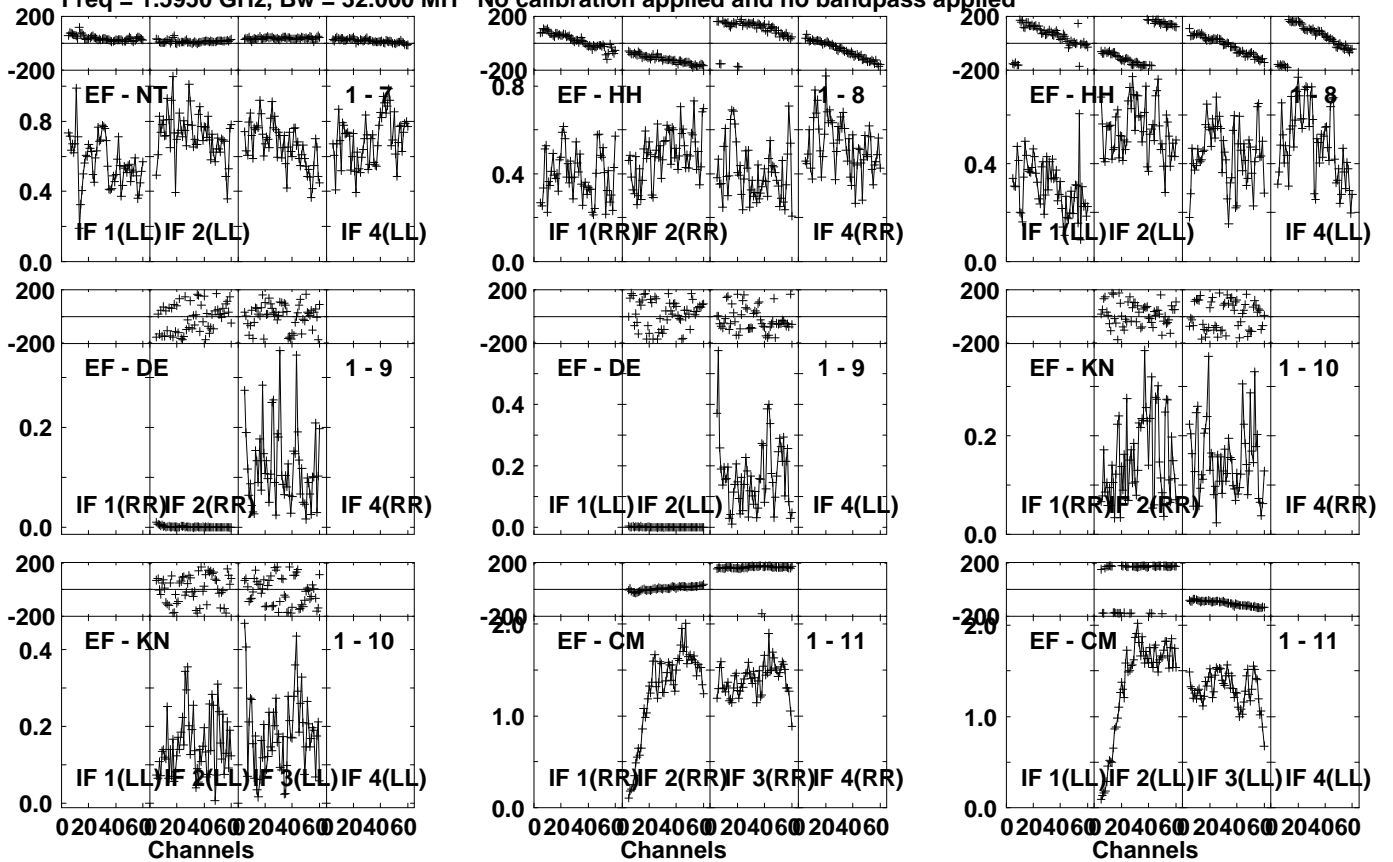 Freq = 1.5950 GHz, Bw = 32.000 MH No calibration applied and no bandpass applied
200
-200
EF - NT
1 - 7
0.8
0.4
0.0
IF 1(LL)
IF 2(LL)
IF 4(LL)
200
-200
0.8
EF - HH
1 - 8
0.4
0.0
IF 1(RR)
IF 2(RR)
IF 4(RR)
200
-200
EF - HH
1 - 8
0.4
0.0
IF 1(LL)
IF 2(LL)
IF 4(LL)
200
-200
EF - DE
1 - 9
0.2
0.0
IF 1(RR)
IF 2(RR)
IF 4(RR)
200
-200
EF - DE
1 - 9
0.4
0.2
0.0
IF 1(LL)
IF 2(LL)
IF 4(LL)
200
-200
EF - KN
1 - 10
0.2
0.0
IF 1(RR)
IF 2(RR)
IF 4(RR)
200
-200
EF - KN
1 - 10
0.4
0.2
0.0
IF 1(LL)
IF 2(LL)
IF 3(LL)
IF 4(LL)
0 20 40 60 0 20 40 60 0 20 40 60 0 20 40 60
Channels
200
-200
2.0
EF - CM
1 - 11
1.0
0.0
IF 1(RR)
IF 2(RR)
IF 3(RR)
IF 4(RR)
0 20 40 60 0 20 40 60 0 20 40 60 0 20 40 60
Channels
200
-200
2.0
EF - CM
1 - 11
1.0
0.0
IF 1(LL)
IF 2(LL)
IF 3(LL)
IF 4(LL)
0 20 40 60 0 20 40 60 0 20 40 60 0 20 40 60
Channels